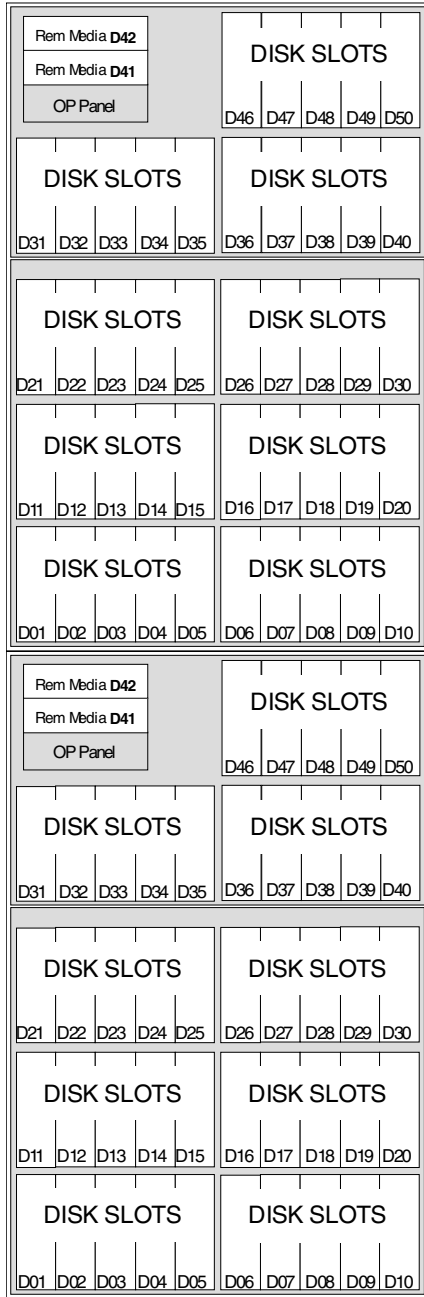 Rem Media D42
Rem Media D41
OP Panel
DISK SLOTS
D46 D47 D48 D49 D50
DISK SLOTS
D31 D32 D33 D34 D35
DISK SLOTS
D36 D37 D38 D39 D40
DISK SLOTS
D21 D22 D23 D24 D25
DISK SLOTS
D26 D27 D28 D29 D30
DISK SLOTS
D11 D12 D13 D14 D15
DISK SLOTS
D16 D17 D18 D19 D20
DISK SLOTS
D01 D02 D03 D04 D05
DISK SLOTS
D06 D07 D08 D09 D10
Rem Media D42
Rem Media D41
OP Panel
DISK SLOTS
D46 D47 D48 D49 D50
DISK SLOTS
D31 D32 D33 D34 D35
DISK SLOTS
D36 D37 D38 D39 D40
DISK SLOTS
D21 D22 D23 D24 D25
DISK SLOTS
D26 D27 D28 D29 D30
DISK SLOTS
D11 D12 D13 D14 D15
DISK SLOTS
D16 D17 D18 D19 D20
DISK SLOTS
D01 D02 D03 D04 D05
DISK SLOTS
D06 D07 D08 D09 D10